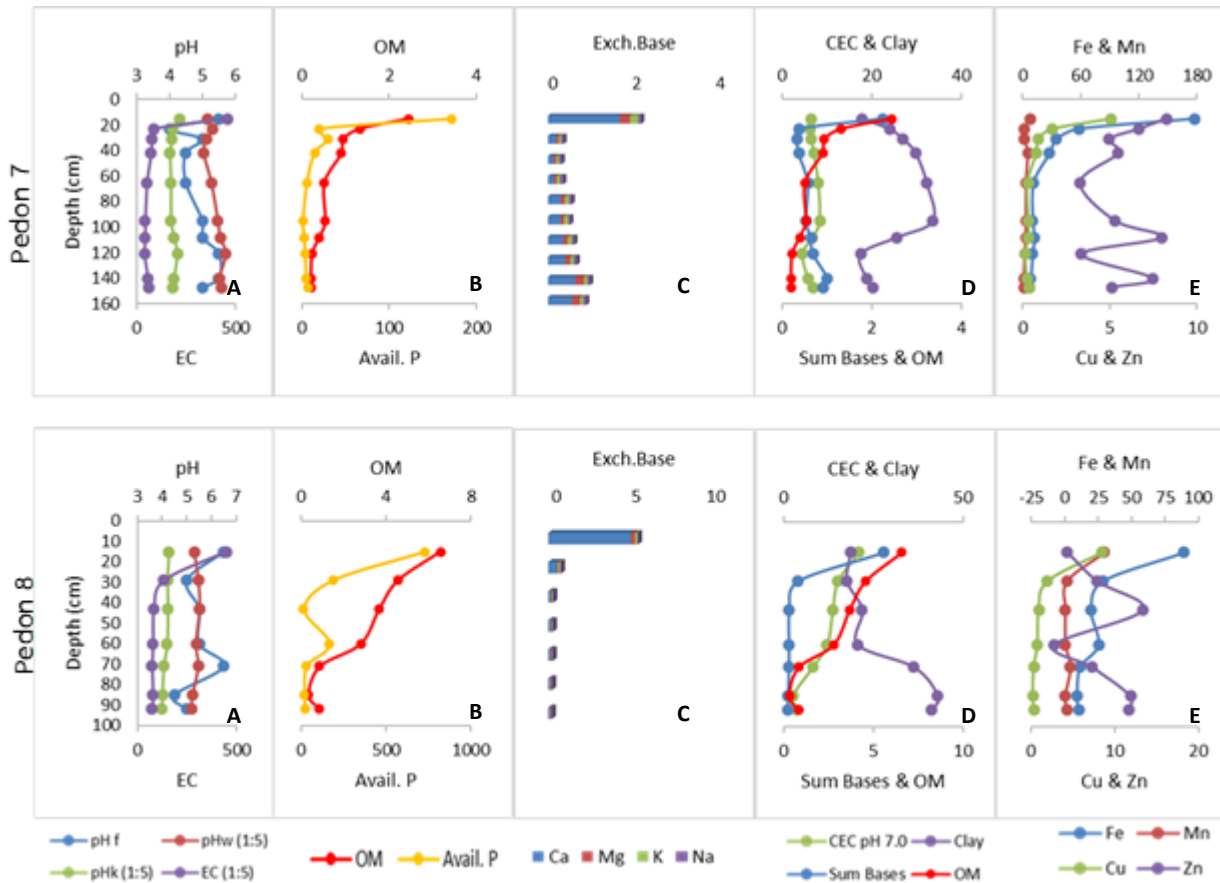 pH
OM
Exch.Base
CEC & Clay
Fe & Mn
3 4 5 6
0 2 4
0 2 4
0 20 40
0 60 120 180
Pedon 7
Depth (cm)
0
20
40
60
80
100
120
140
160
A
B
C
D
E
0 500
0 100 200
0 2 4
0 5 10
EC
Avail. P
Sum Bases & OM
Cu & Zn
pH
OM
Exch.Base
CEC & Clay
Fe & Mn
3 4 5 6 7
0 4 8
0 5 10
0 50
-25 0 25 50 75 100
Pedon 8
Depth (cm)
0
10
20
30
40
50
60
70
80
90
100
A
B
C
D
E
0 500
0 500 1000
0 5 10
0 10 20
EC
Avail. P
Sum Bases & OM
Cu & Zn
pH f pHw (1:5)
pHk (1:5) EC (1:5)
OM Avail. P
Ca Mg K Na
CEC pH 7.0 Clay
Sum Bases OM
Fe Mn
Cu Zn